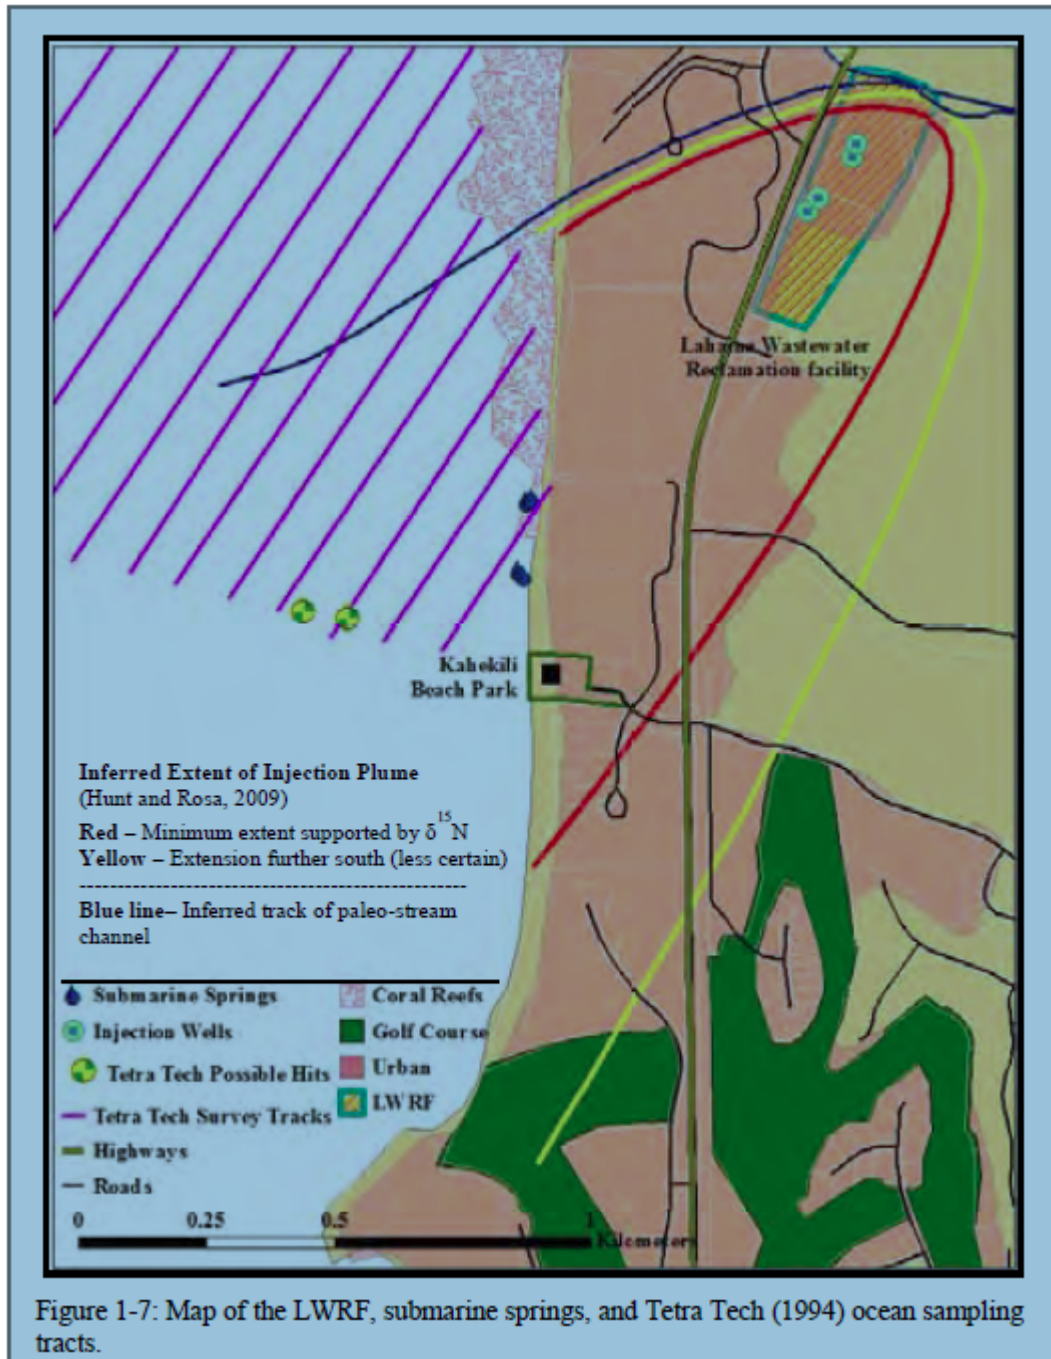 Lahaina Wastewater
Reclamation facility
Kahekili
Beach Park
Inferred Extent of Injection Plume
(Hunt and Rosa, 2009)
Red – Minimum extent supported by δ15N
Yellow – Extension further south (less certain)
----------------------------------------------------
Blue line– Inferred track of paleo-stream
channel
Submarine Springs
Coral Reefs
Injection Wells
Golf Course
Tetra Tech Possible Hits
Urban
Tetra Tech Survey Tracks
LWRF
Highways
Roads
0 0.25 0.5 1
Kilometers
Figure 1-7: Map of the LWRF, submarine springs, and Tetra Tech (1994) ocean sampling
tracts.